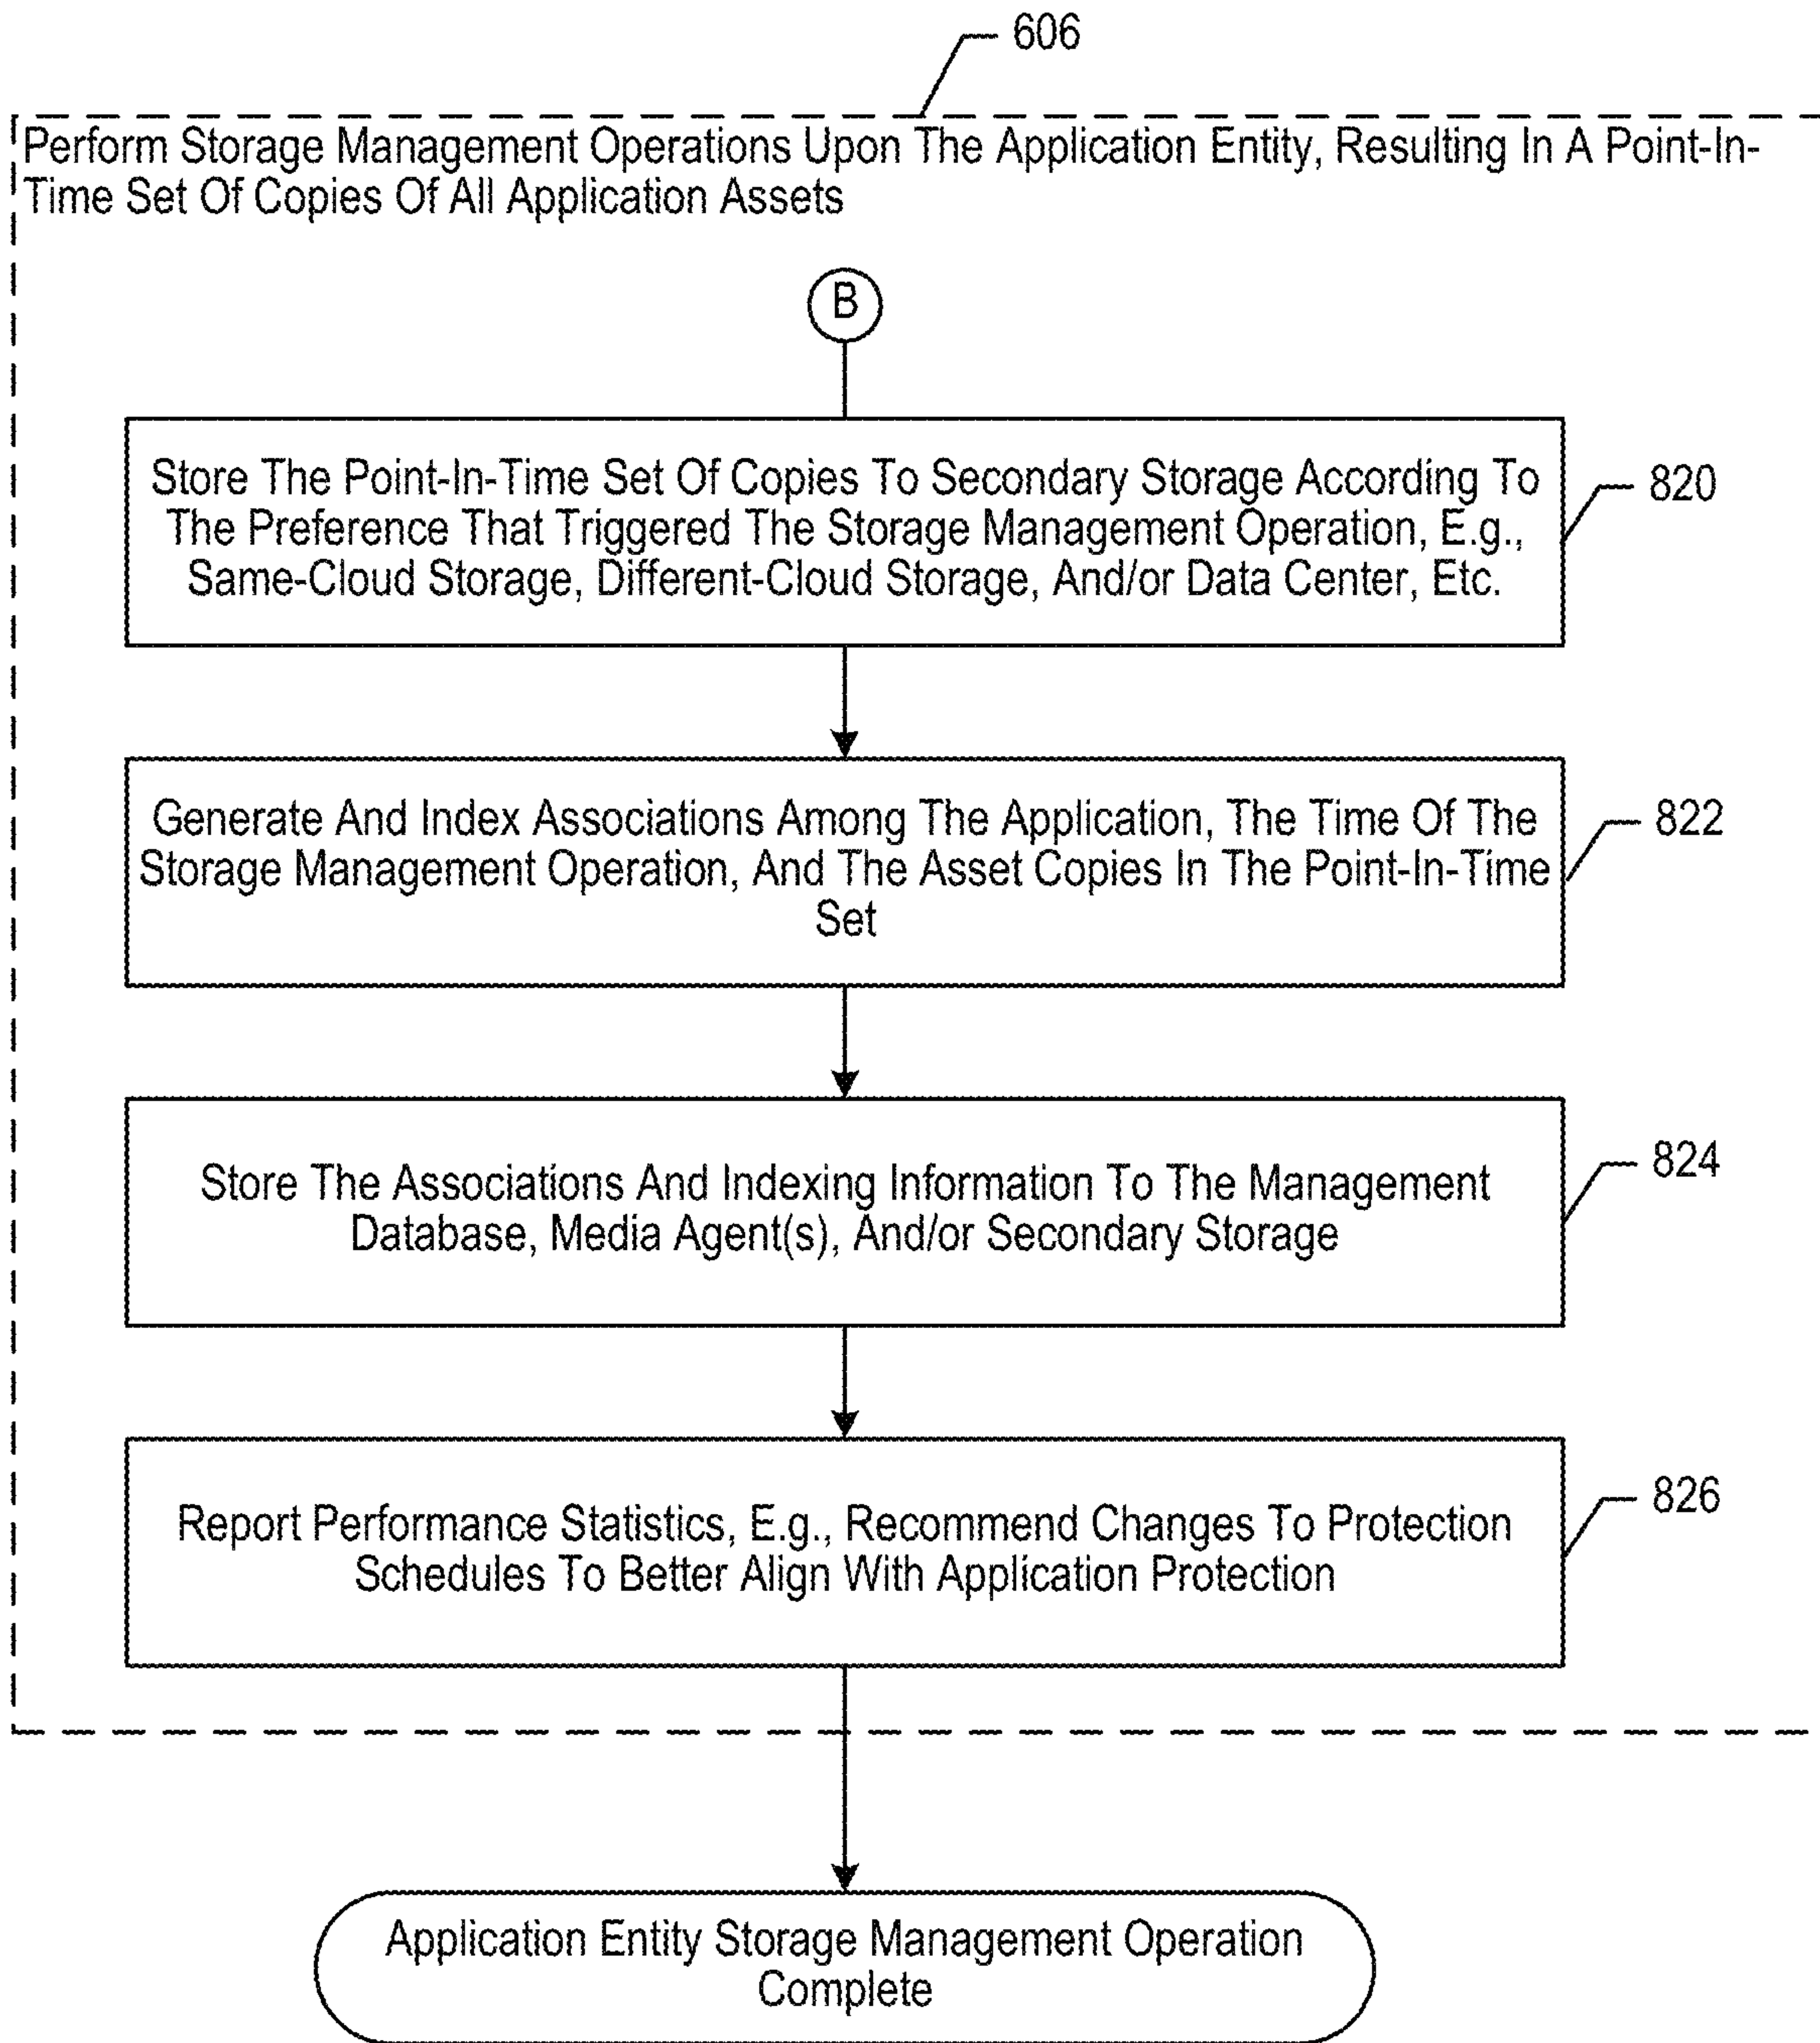 606
Perform Storage Management Operations Upon The Application Entity, Resulting In A Point-In-
Time Set Of Copies Of All Application Assets
B
Store The Point-In-Time Set Of Copies To Secondary Storage According To
The Preference That Triggered The Storage Management Operation, E.g.,
Same-Cloud Storage, Different-Cloud Storage, And/or Data Center, Etc.
820
Generate And Index Associations Among The Application, The Time Of The
Storage Management Operation, And The Asset Copies In The Point-In-Time
Set
822
Store The Associations And Indexing Information To The Management
Database, Media Agent(s), And/or Secondary Storage
824
Report Performance Statistics, E.g., Recommend Changes To Protection
Schedules To Better Align With Application Protection
826
Application Entity Storage Management Operation
Complete